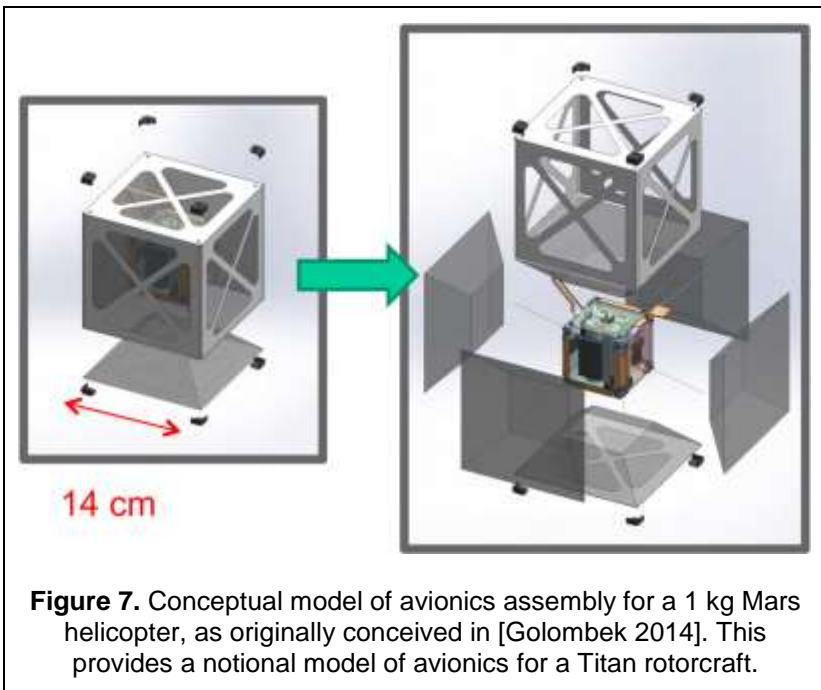 14 cm
Figure 7. Conceptual model of avionics assembly for a 1 kg Mars
helicopter, as originally conceived in [Golombek 2014]. This
provides a notional model of avionics for a Titan rotorcraft.